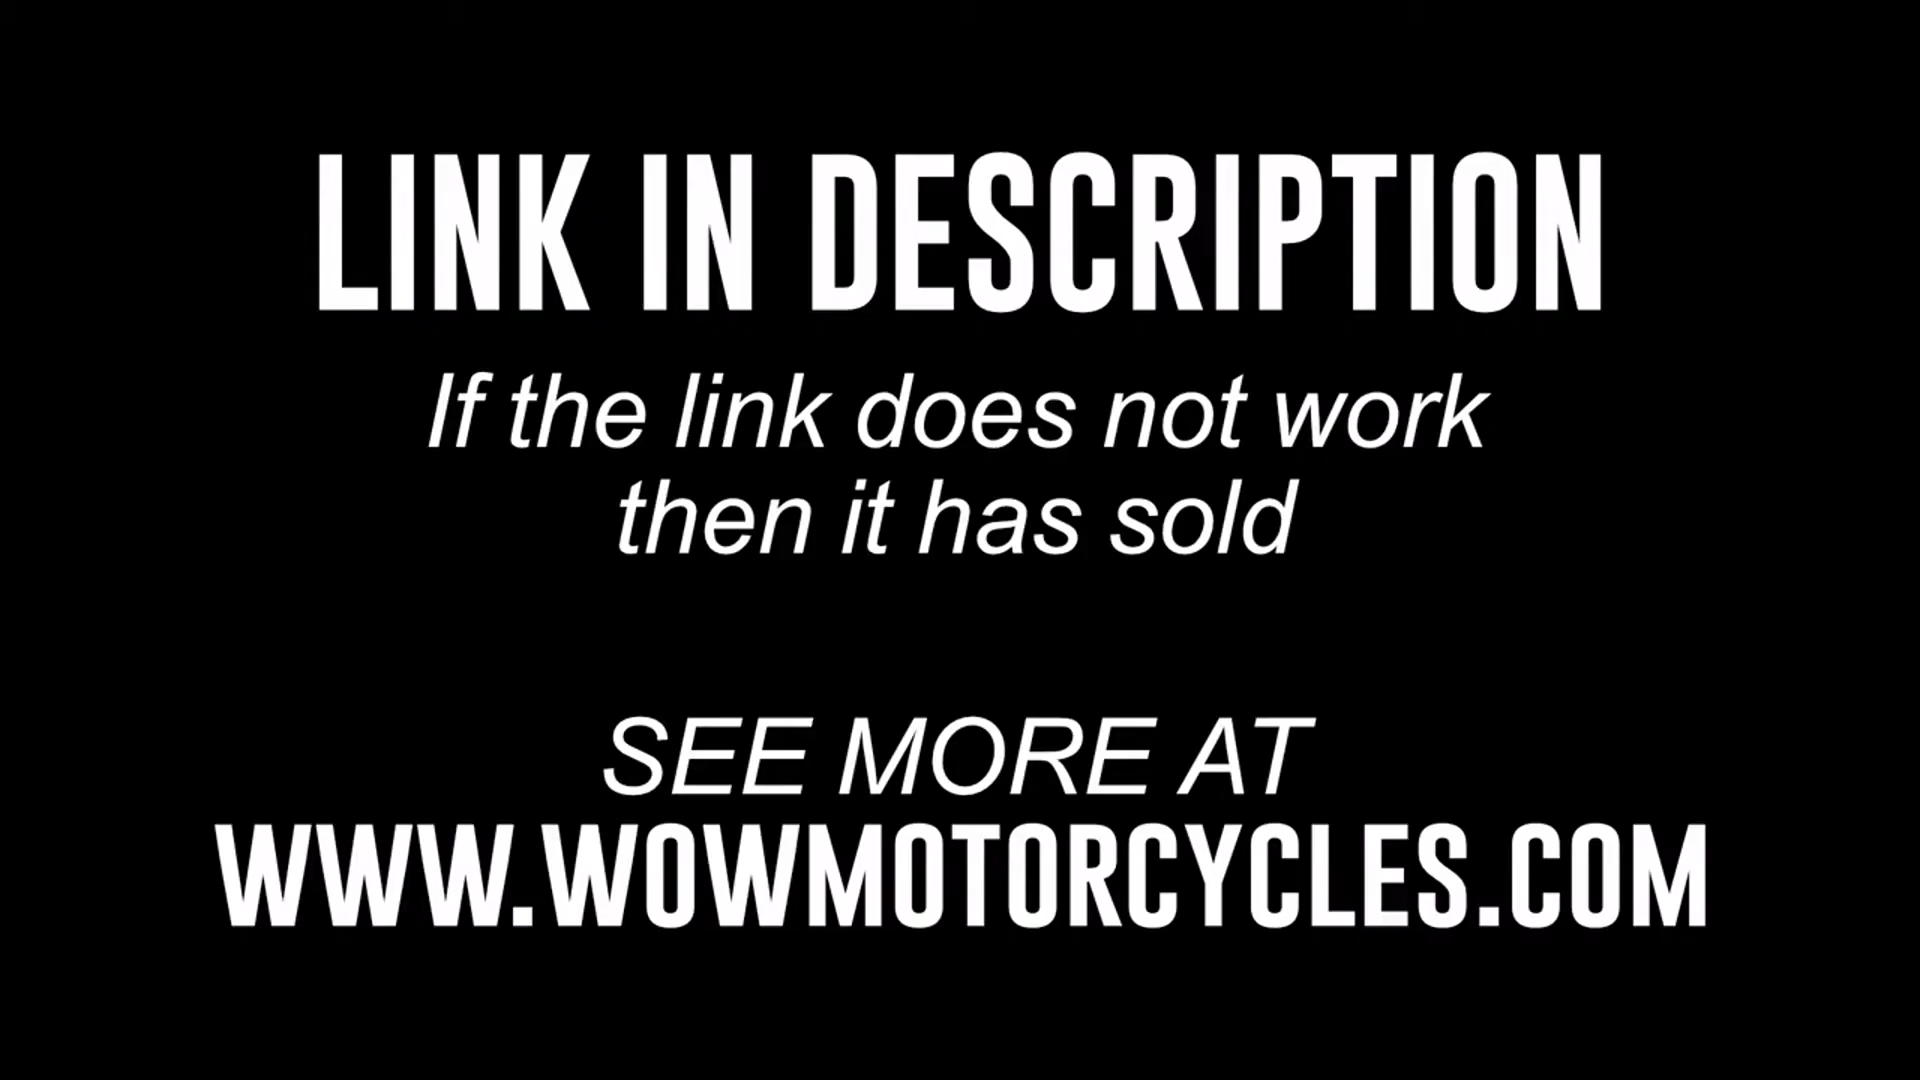 LINK IN DESCRIPTION
If the link does not work
then it has sold
SEE MORE AT
WWW.WOWMOTORCYCLES.COM